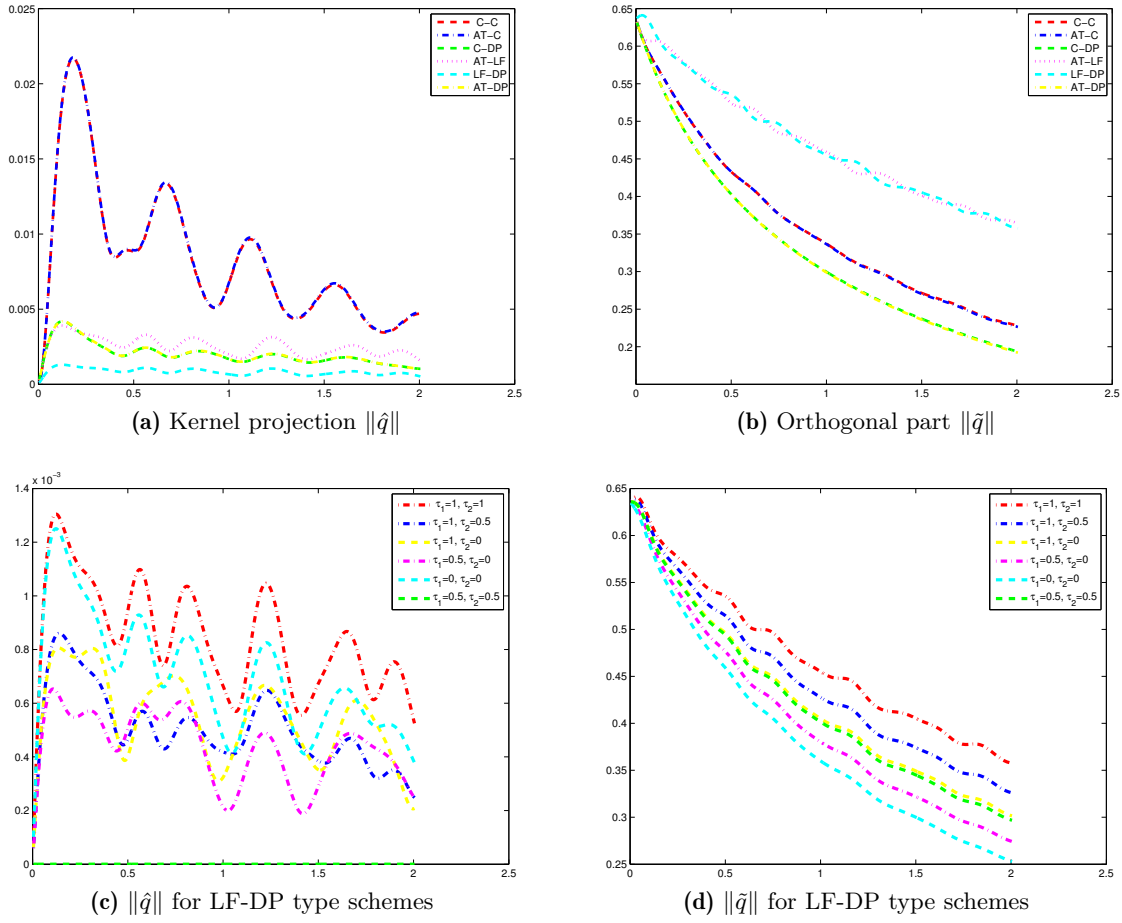 0.025
0.02
0.015
0.01
0.005
0
0 0.5 1 1.5 2 2.5
C−C
AT−C
C−DP
AT−LF
LF−DP
AT−DP
(a) Kernel projection ‖q̂‖
0.65
0.6
0.55
0.5
0.45
0.4
0.35
0.3
0.25
0.2
0 0.5 1 1.5 2 2.5
C−C
AT−C
C−DP
AT−LF
LF−DP
AT−DP
(b) Orthogonal part ‖q̃‖
x 10⁻³
1.4
1.2
1
0.8
0.6
0.4
0.2
0
0 0.5 1 1.5 2 2.5
τ₁=1, τ₂=1
τ₁=1, τ₂=0.5
τ₁=1, τ₂=0
τ₁=0.5, τ₂=0
τ₁=0, τ₂=0
τ₁=0.5, τ₂=0.5
(c) ‖q̂‖ for LF-DP type schemes
0.65
0.6
0.55
0.5
0.45
0.4
0.35
0.3
0.25
0 0.5 1 1.5 2 2.5
τ₁=1, τ₂=1
τ₁=1, τ₂=0.5
τ₁=1, τ₂=0
τ₁=0.5, τ₂=0
τ₁=0, τ₂=0
τ₁=0.5, τ₂=0.5
(d) ‖q̃‖ for LF-DP type schemes